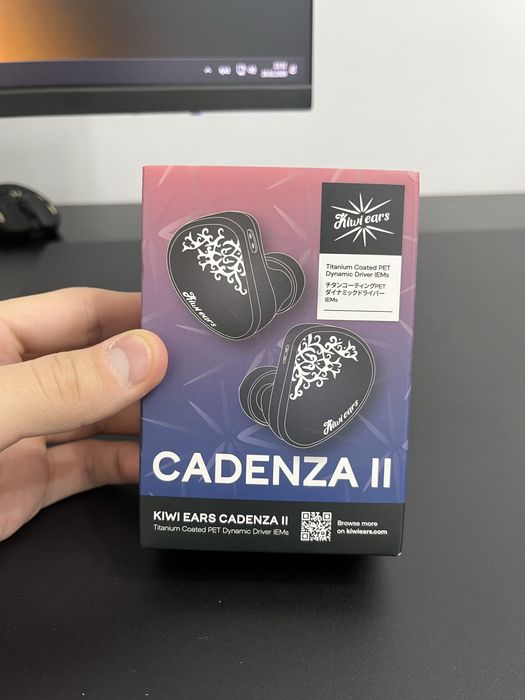 Kiwi ears
Titanium Coated PET
Dynamic Driver IEMs
チタンコーティングPET
ダイナミックドライバー
IEMs
Kiwi ears
Kiwi ears
CADENZA II
KIWI EARS CADENZA II
Titanium Coated PET Dynamic Driver IEMs
Browse more
on kiwiears.com